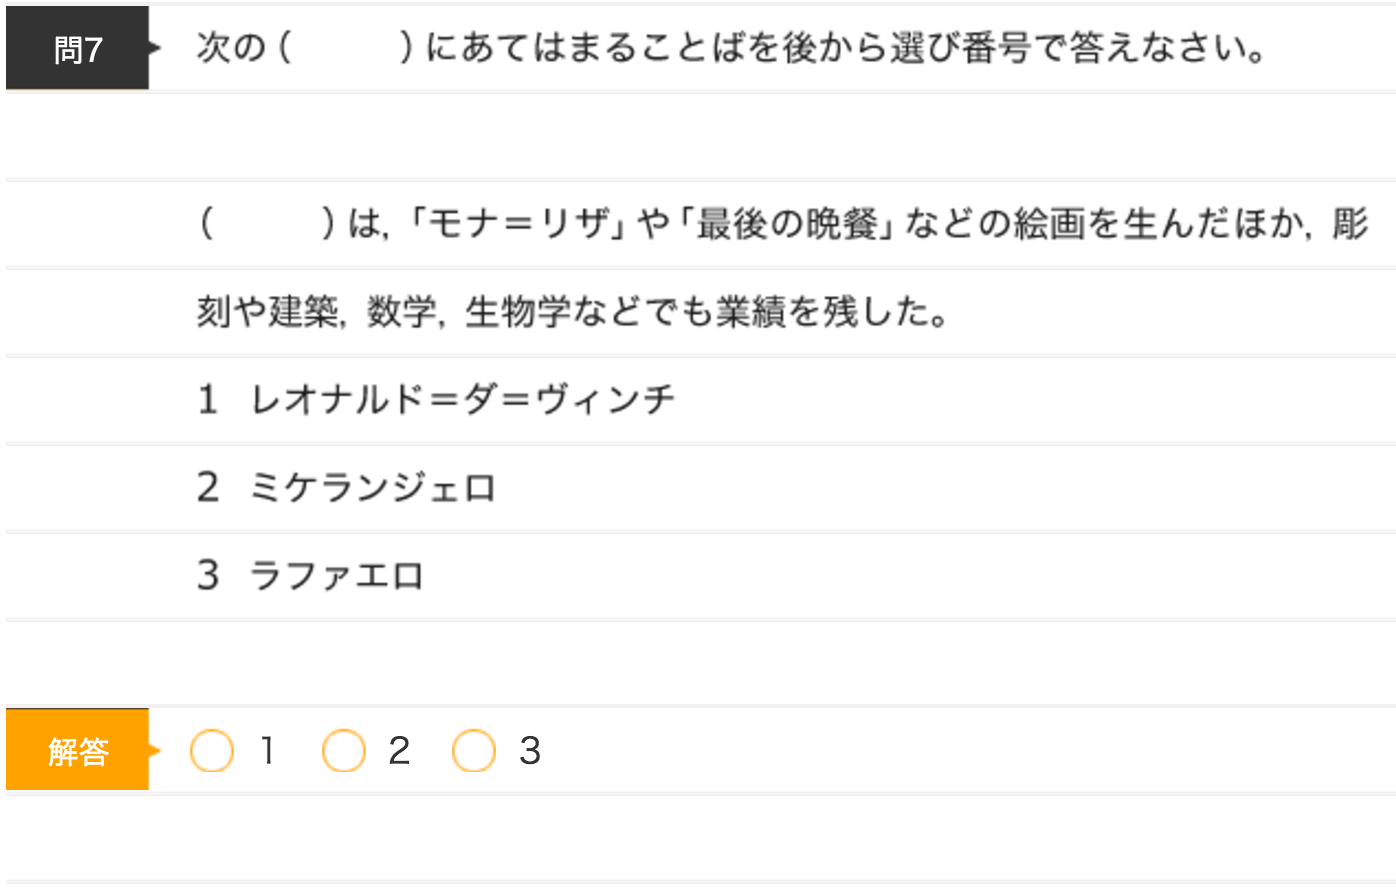 問7 次の（　　　）にあてはまることばを後から選び番号で答えなさい。
（　　　）は，「モナ＝リザ」や「最後の晩餐」などの絵画を生んだほか，彫
刻や建築，数学，生物学などでも業績を残した。
1 レオナルド＝ダ＝ヴィンチ
2 ミケランジェロ
3 ラファエロ
解答 1 2 3